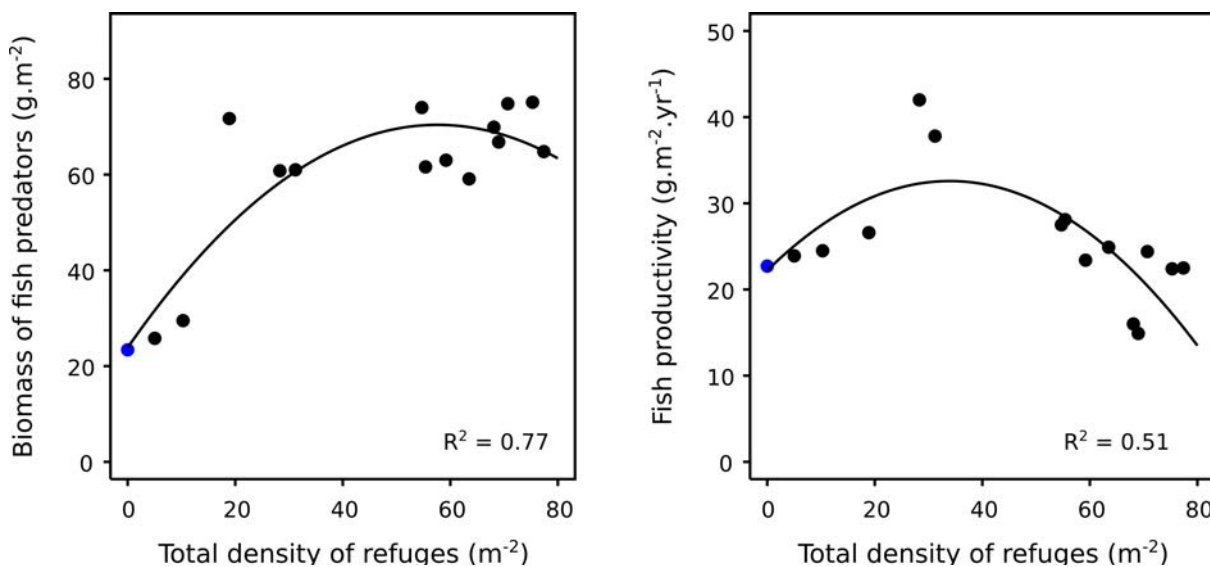 Biomass of fish predators (g.m⁻²)
80
60
40
20
0
R² = 0.77
0 20 40 60 80
Total density of refuges (m⁻²)
Fish productivity (g.m⁻².yr⁻¹)
50
40
30
20
10
0
R² = 0.51
0 20 40 60 80
Total density of refuges (m⁻²)